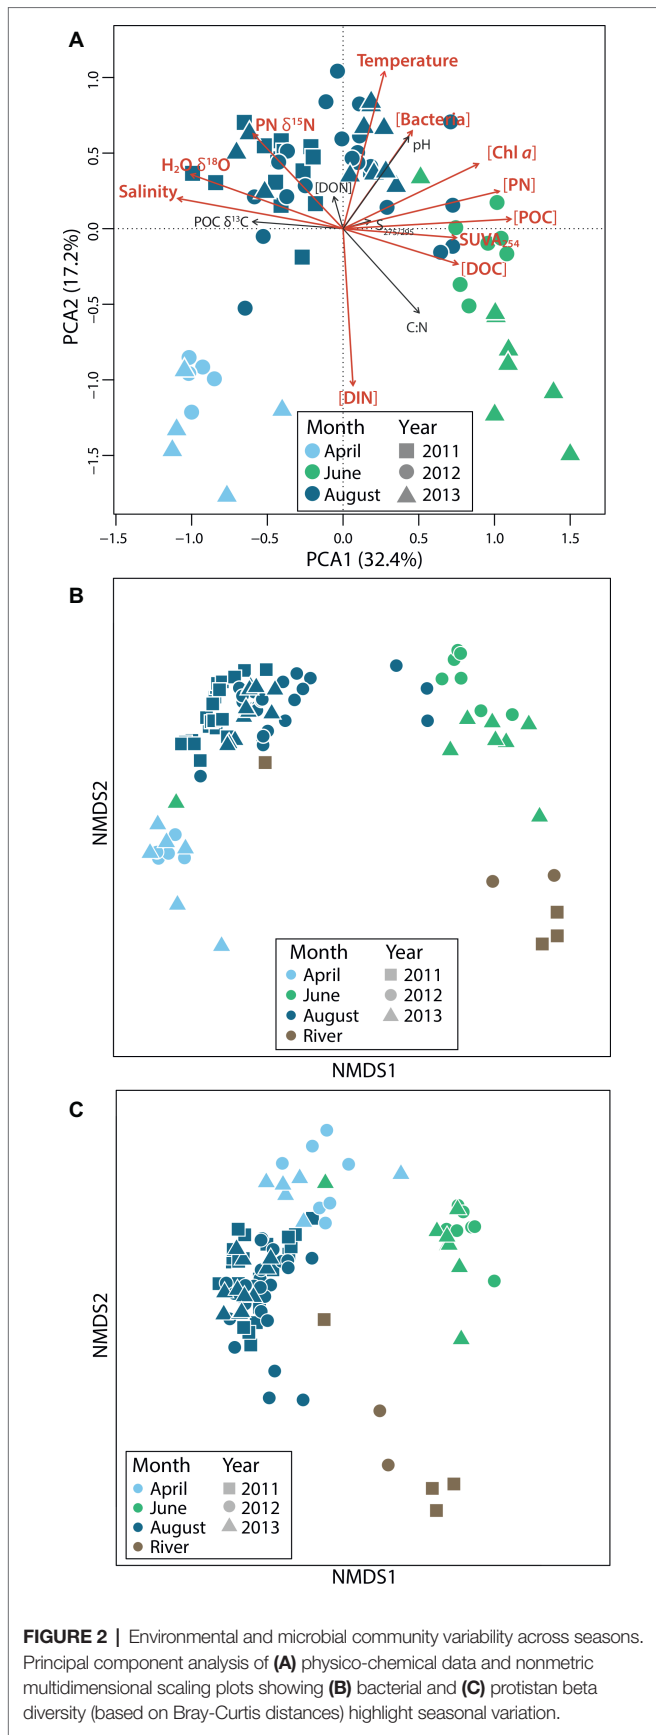 A
Temperature
[Bacteria]
pH
PN δ15N
[Chl a]
H2O δ18O
[DON]
[PN]
Salinity
POC δ13C
S275/295
[POC]
SUVA254
[DOC]
C:N
[DIN]
PCA2 (17.2%)
1.0
0.5
0.0
−0.5
−1.0
−1.5
Month Year
April 2011
June 2012
August 2013
−1.5 −1.0 −0.5 0.0 0.5 1.0 1.5
PCA1 (32.4%)
B
NMDS2
Month Year
April 2011
June 2012
August 2013
River
NMDS1
C
NMDS2
Month Year
April 2011
June 2012
August 2013
River
NMDS1
FIGURE 2 | Environmental and microbial community variability across seasons.
Principal component analysis of (A) physico-chemical data and nonmetric
multidimensional scaling plots showing (B) bacterial and (C) protistan beta
diversity (based on Bray-Curtis distances) highlight seasonal variation.